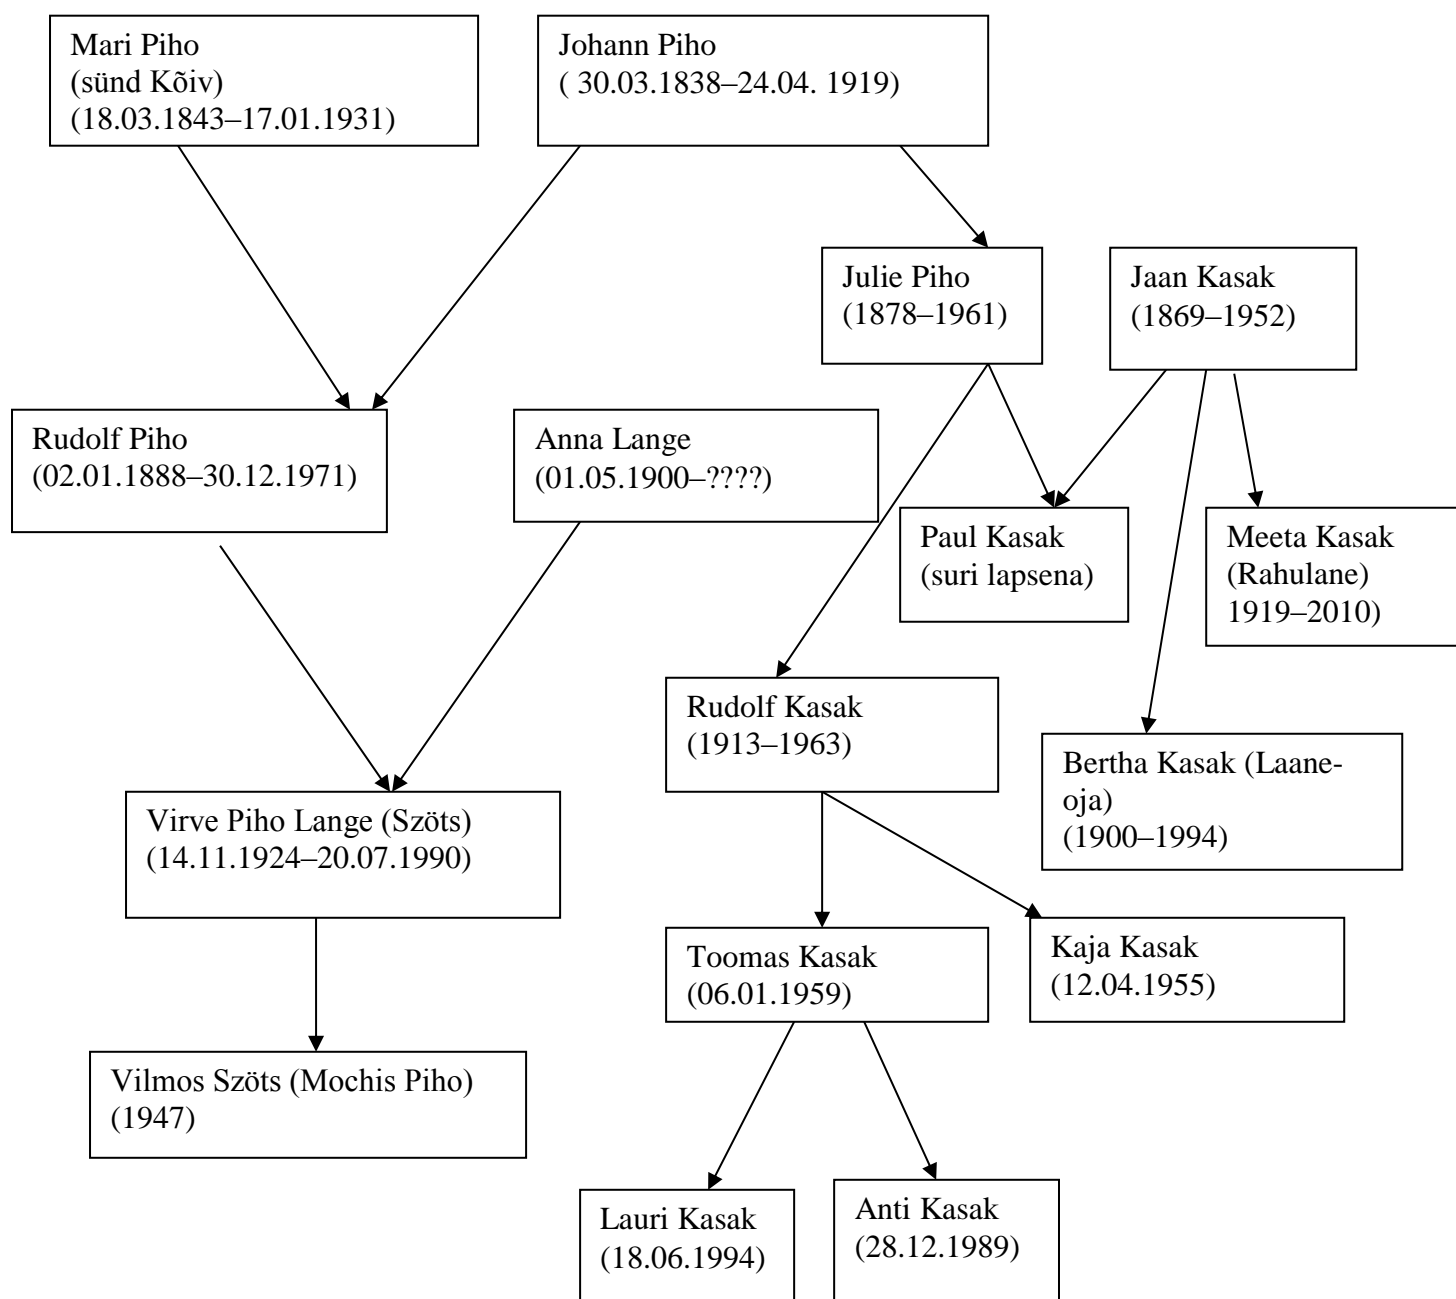 Mari Piho
(sünd Kõiv)
(18.03.1843–17.01.1931)
Johann Piho
( 30.03.1838–24.04. 1919)
Julie Piho
(1878–1961)
Jaan Kasak
(1869–1952)
Rudolf Piho
(02.01.1888–30.12.1971)
Anna Lange
(01.05.1900–????)
Paul Kasak
(suri lapsena)
Meeta Kasak
(Rahulane)
1919–2010)
Rudolf Kasak
(1913–1963)
Bertha Kasak (Laane-
oja)
(1900–1994)
Virve Piho Lange (Szöts)
(14.11.1924–20.07.1990)
Toomas Kasak
(06.01.1959)
Kaja Kasak
(12.04.1955)
Vilmos Szöts (Mochis Piho)
(1947)
Lauri Kasak
(18.06.1994)
Anti Kasak
(28.12.1989)